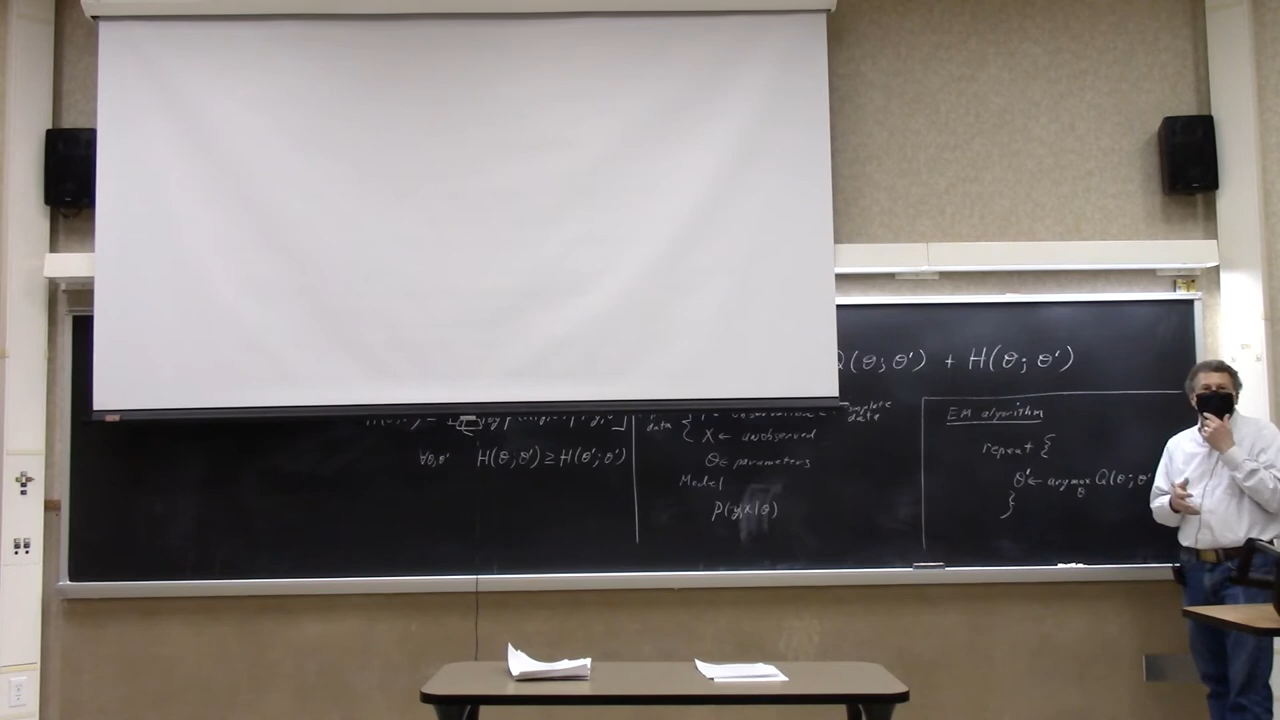 Q(θ;θ') + H(θ; θ')
∀θ,θ' H(θ,θ') ≥ H(θ';θ')
data
data {
X ← unobserved
θ ← parameters
Model
P(y,x|θ)
EM algorithm
repeat {
θ' ← argmax Q(θ;θ'
θ
}